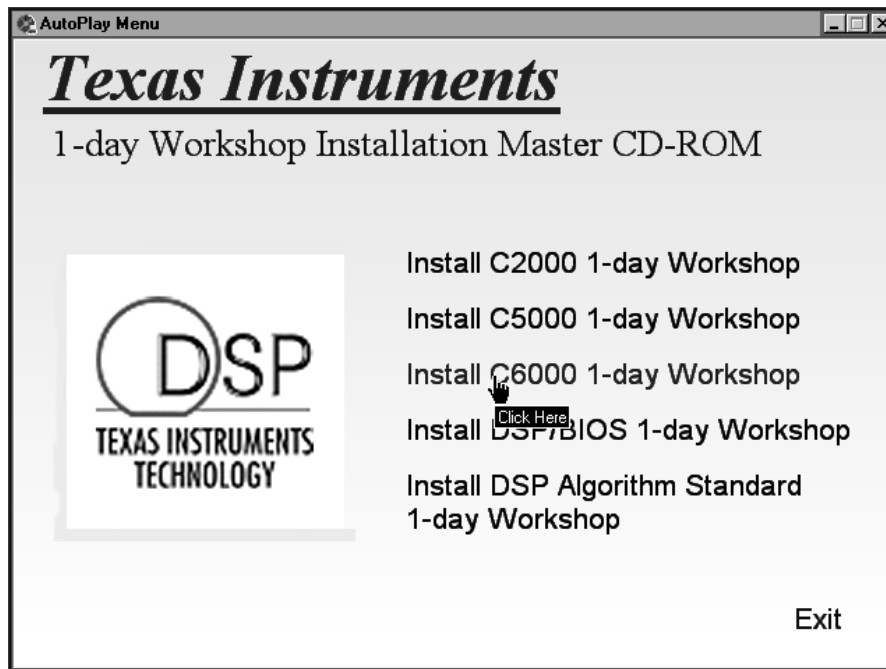 AutoPlay Menu
Texas Instruments
1-day Workshop Installation Master CD-ROM
DSP
TEXAS INSTRUMENTS
TECHNOLOGY
Install C2000 1-day Workshop
Install C5000 1-day Workshop
Install C6000 1-day Workshop
Click Here
Install DSP/BIOS 1-day Workshop
Install DSP Algorithm Standard
1-day Workshop
Exit